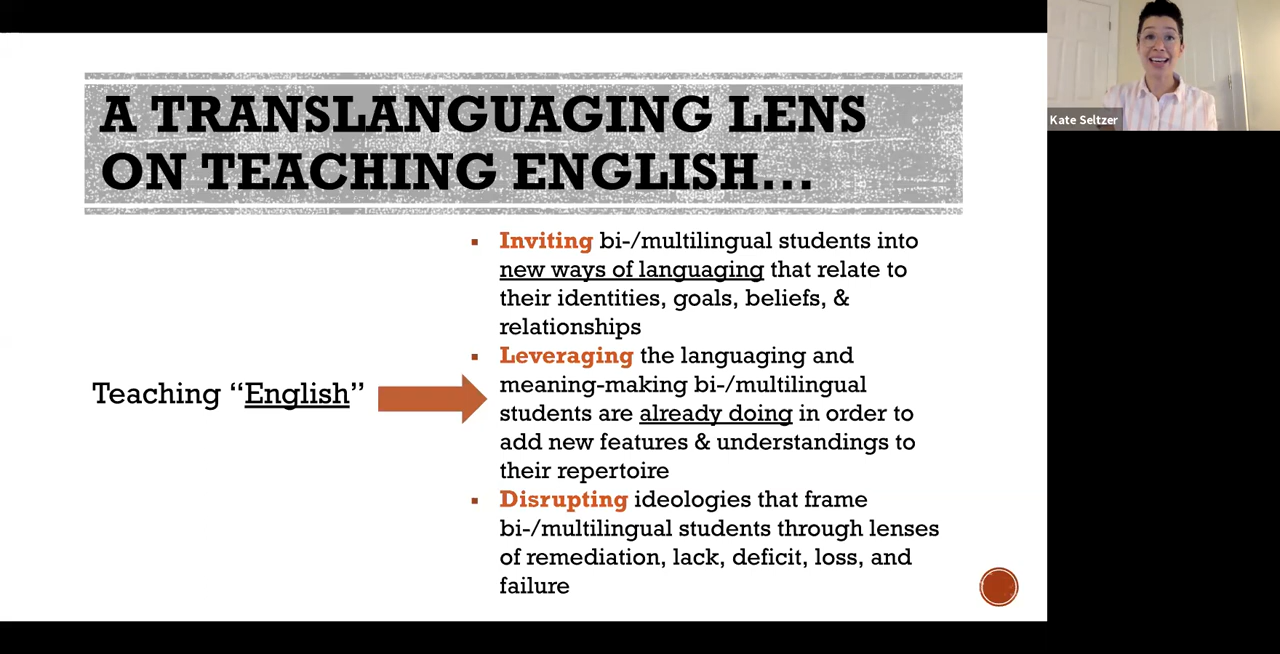 A TRANSLANGUAGING LENS
ON TEACHING ENGLISH...
Teaching “English”
▪ Inviting bi-/multilingual students into
new ways of languaging that relate to
their identities, goals, beliefs, &
relationships
▪ Leveraging the languaging and
meaning-making bi-/multilingual
students are already doing in order to
add new features & understandings to
their repertoire
▪ Disrupting ideologies that frame
bi-/multilingual students through lenses
of remediation, lack, deficit, loss, and
failure
Kate Seltzer